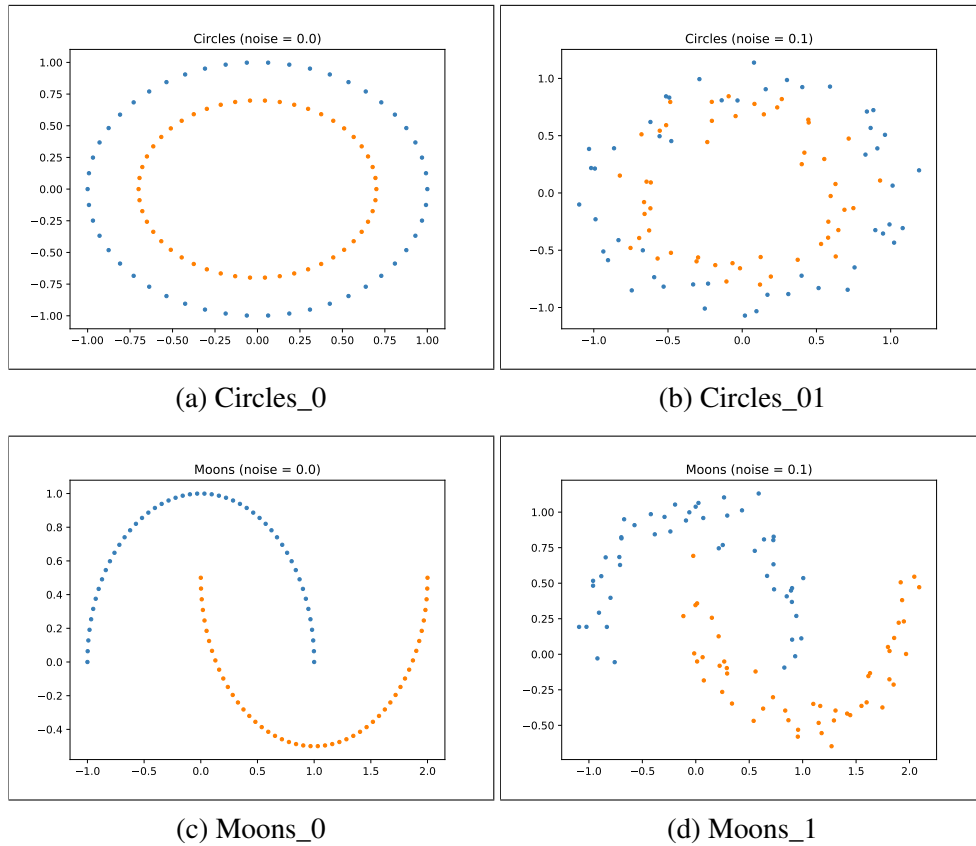 Circles (noise = 0.0)
1.00
0.75
0.50
0.25
0.00
−0.25
−0.50
−0.75
−1.00
−1.00 −0.75 −0.50 −0.25 0.00 0.25 0.50 0.75 1.00
(a) Circles_0
Circles (noise = 0.1)
1.0
0.5
0.0
−0.5
−1.0
−1.0 −0.5 0.0 0.5 1.0
(b) Circles_01
Moons (noise = 0.0)
1.0
0.8
0.6
0.4
0.2
0.0
−0.2
−0.4
−1.0 −0.5 0.0 0.5 1.0 1.5 2.0
(c) Moons_0
Moons (noise = 0.1)
1.00
0.75
0.50
0.25
0.00
−0.25
−0.50
−1.0 −0.5 0.0 0.5 1.0 1.5 2.0
(d) Moons_1